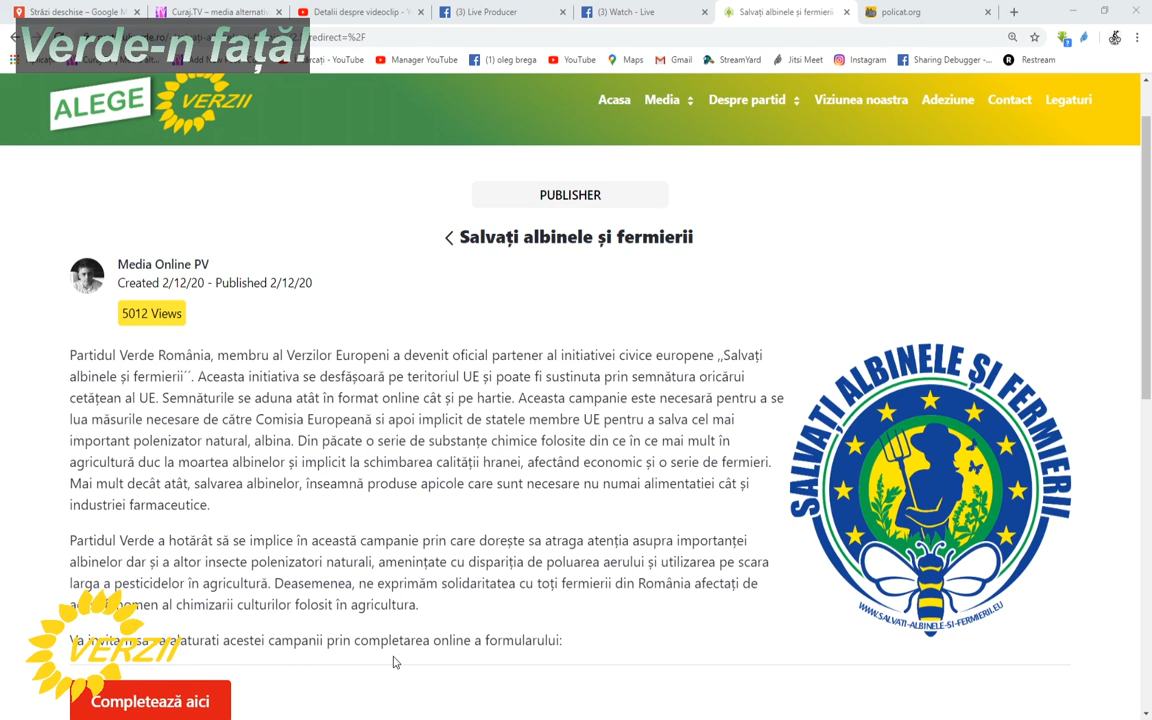 Străzi deschise – Google M
Curaj.TV – media alternativ
Detalii despre videoclip - Y
(3) Live Producer
(3) Watch - Live
Salvați albinele și fermierii
policat.org
Verde-n față!
redirect=%2F
Manager YouTube
(1) oleg brega
YouTube
Maps
Gmail
StreamYard
Jitsi Meet
Instagram
Sharing Debugger -...
Restream
ALEGE
VERZII
Acasa
Media
Despre partid
Viziunea noastra
Adeziune
Contact
Legaturi
PUBLISHER
Salvați albinele și fermierii
Media Online PV
Created 2/12/20 - Published 2/12/20
5012 Views
Partidul Verde România, membru al Verzilor Europeni a devenit oficial partener al initiativei civice europene ,,Salvați
albinele și fermierii´´. Aceasta initiativa se desfășoară pe teritoriul UE și poate fi sustinuta prin semnătura oricărui
cetățean al UE. Semnăturile se aduna atât în format online cât și pe hartie. Aceasta campanie este necesară pentru a se
lua măsurile necesare de către Comisia Europeană si apoi implicit de statele membre UE pentru a salva cel mai
important polenizator natural, albina. Din păcate o serie de substanțe chimice folosite din ce în ce mai mult în
agricultură duc la moartea albinelor și implicit la schimbarea calității hranei, afectând economic și o serie de fermieri.
Mai mult decât atât, salvarea albinelor, înseamnă produse apicole care sunt necesare nu numai alimentatiei cât și
industriei farmaceutice.
Partidul Verde a hotărât să se implice în această campanie prin care dorește sa atraga atenția asupra importanței
albinelor dar și a altor insecte polenizatori naturali, amenințate cu dispariția de poluarea aerului și utilizarea pe scara
larga a pesticidelor în agricultură. Deasemenea, ne exprimăm solidaritatea cu toți fermierii din România afectați de
al chimizarii culturilor folosit în agricultura.
acestei campanii prin completarea online a formularului:
VERZII
Completează aici
SALVAȚI ALBINELE ȘI FERMIERII
WWW.SALVATI-ALBINELE-SI-FERMIERII.EU